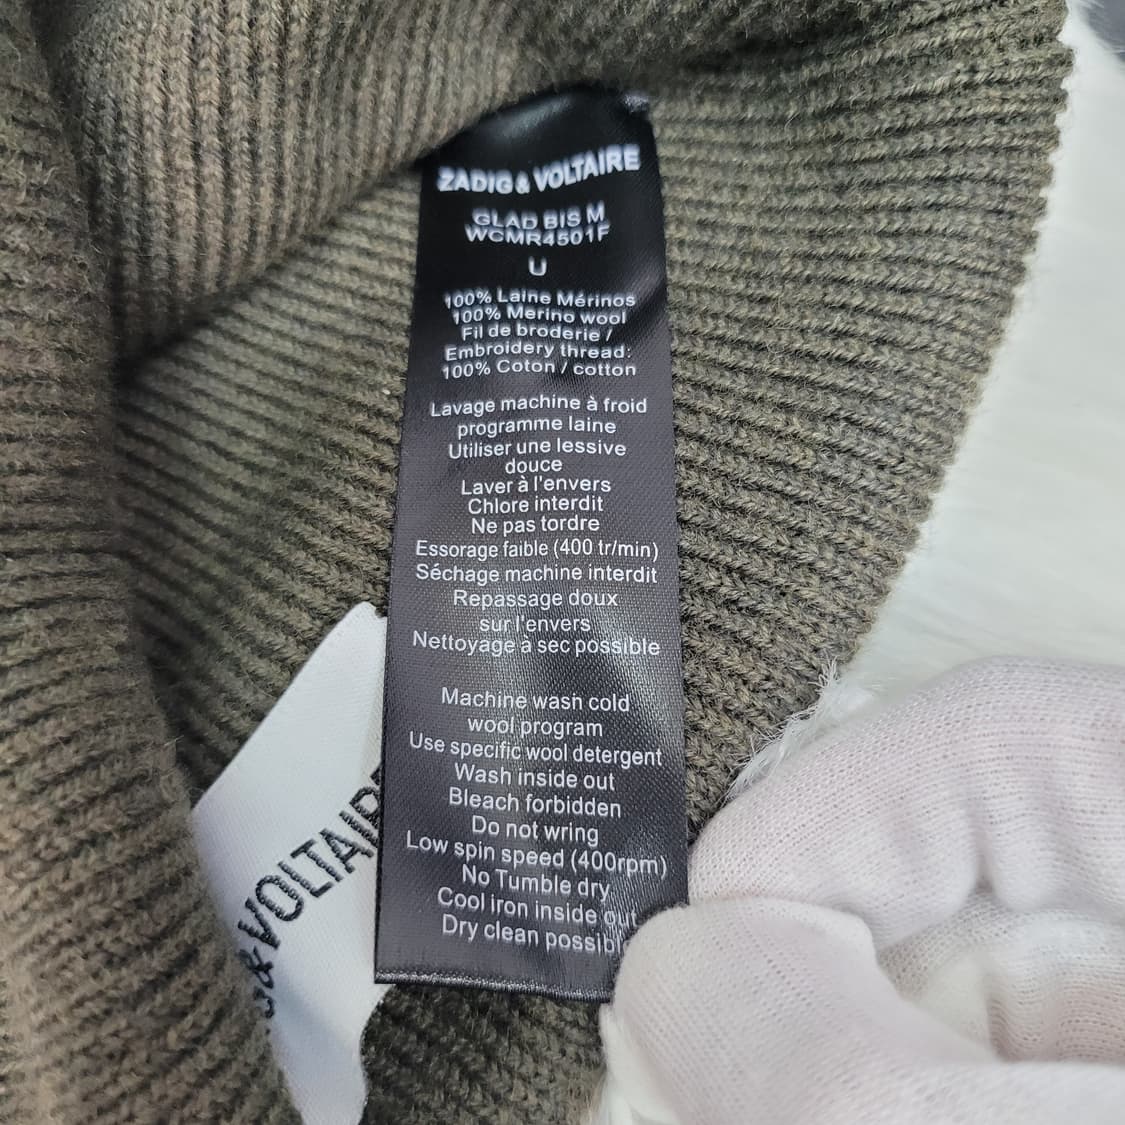 ZADIG & VOLTAIRE
GLAD BIS M
WCMR4501F
U
100% Laine Mérinos
100% Merino wool
Fil de broderie /
Embroidery thread:
100% Coton / cotton
Lavage machine à froid
programme laine
Utiliser une lessive
douce
Laver à l'envers
Chlore interdit
Ne pas tordre
Essorage faible (400 tr/min)
Séchage machine interdit
Repassage doux
sur l'envers
Nettoyage à sec possible
Machine wash cold
wool program
Use specific wool detergent
Wash inside out
Bleach forbidden
Do not wring
Low spin speed (400rpm)
No Tumble dry
Cool iron inside out
Dry clean possibl
&VOLTAIRE